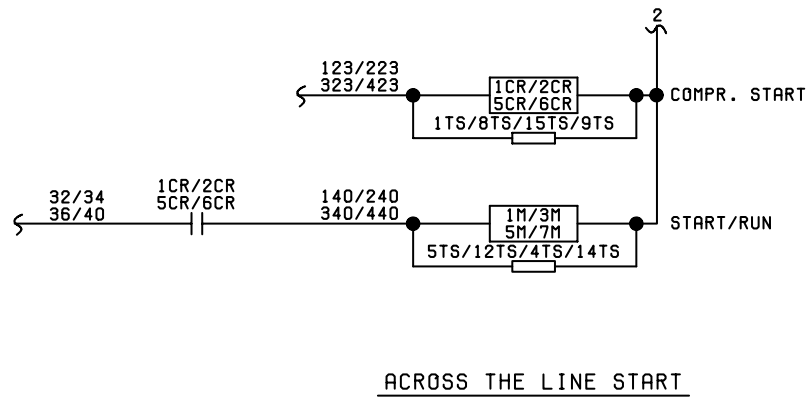 2
123/223
323/423
1CR/2CR
5CR/6CR
COMPR. START
1TS/8TS/15TS/9TS
32/34
36/40
1CR/2CR
5CR/6CR
140/240
340/440
1M/3M
5M/7M
START/RUN
5TS/12TS/4TS/14TS
ACROSS THE LINE START